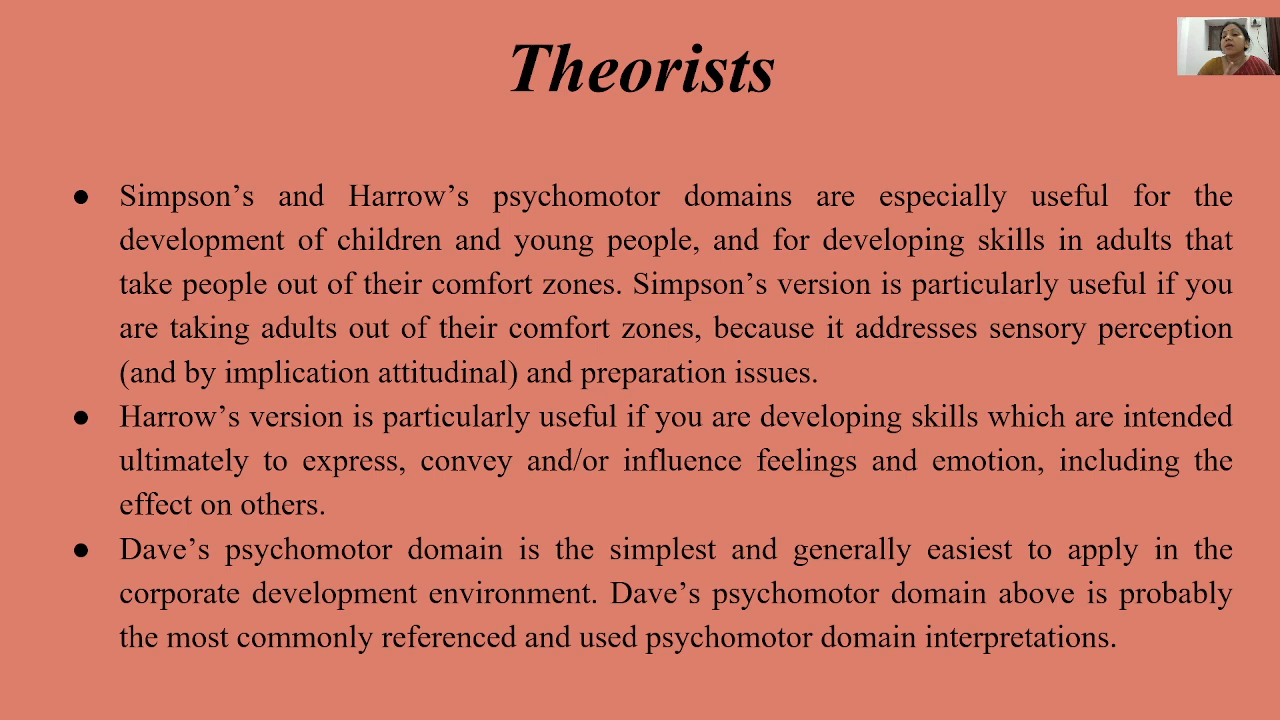 Theorists
● Simpson’s and Harrow’s psychomotor domains are especially useful for the
development of children and young people, and for developing skills in adults that
take people out of their comfort zones. Simpson’s version is particularly useful if you
are taking adults out of their comfort zones, because it addresses sensory perception
(and by implication attitudinal) and preparation issues.
● Harrow’s version is particularly useful if you are developing skills which are intended
ultimately to express, convey and/or influence feelings and emotion, including the
effect on others.
● Dave’s psychomotor domain is the simplest and generally easiest to apply in the
corporate development environment. Dave’s psychomotor domain above is probably
the most commonly referenced and used psychomotor domain interpretations.